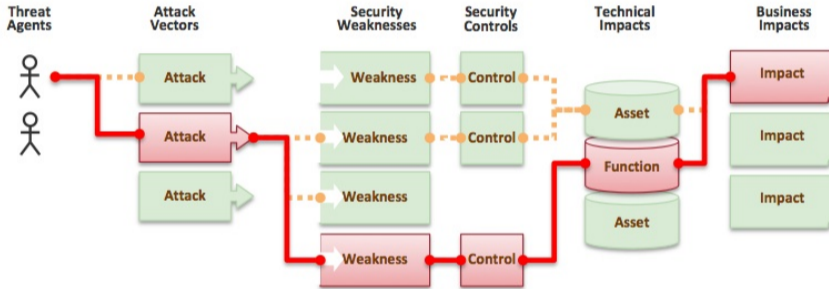 Threat Agents
Attack Vectors
Security Weaknesses
Security Controls
Technical Impacts
Business Impacts
Attack
Weakness
Control
Impact
Attack
Weakness
Control
Asset
Impact
Function
Attack
Weakness
Impact
Asset
Weakness
Control